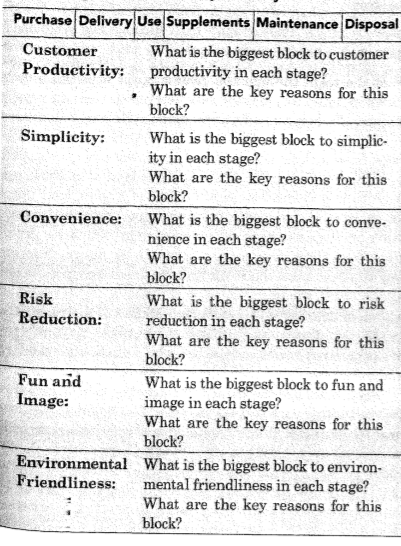 Purchase Delivery Use Supplements Maintenance Disposal
Customer What is the biggest block to customer
Productivity: productivity in each stage?
What are the key reasons for this
block?
Simplicity: What is the biggest block to simplic-
ity in each stage?
What are the key reasons for this
block?
Convenience: What is the biggest block to conve-
nience in each stage?
What are the key reasons for this
block?
Risk What is the biggest block to risk
Reduction: reduction in each stage?
What are the key reasons for this
block?
Fun and What is the biggest block to fun and
Image: image in each stage?
What are the key reasons for this
block?
Environmental What is the biggest block to environ-
Friendliness: mental friendliness in each stage?
What are the key reasons for this
block?